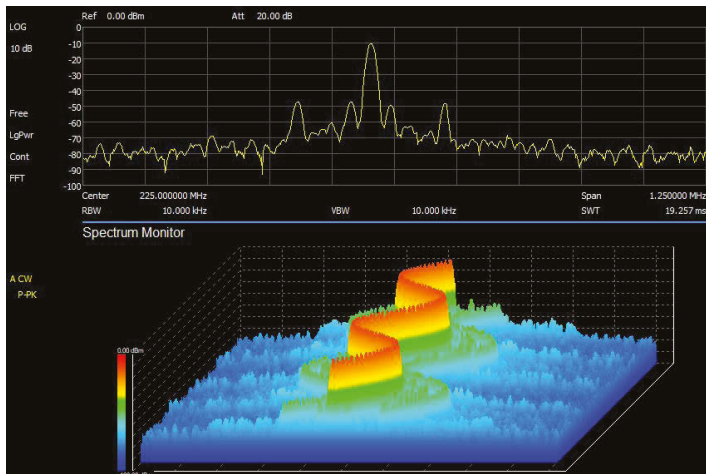 Ref 0.00 dBm Att 20.00 dB
LOG
10 dB
Free
LgPwr
Cont
FFT
0
-10
-20
-30
-40
-50
-60
-70
-80
-90
-100
Center 225.000000 MHz Span 1.250000 MHz
RBW 10.000 kHz VBW 10.000 kHz SWT 19.257 ms
Spectrum Monitor
A CW
P-PK
0.00 dBm